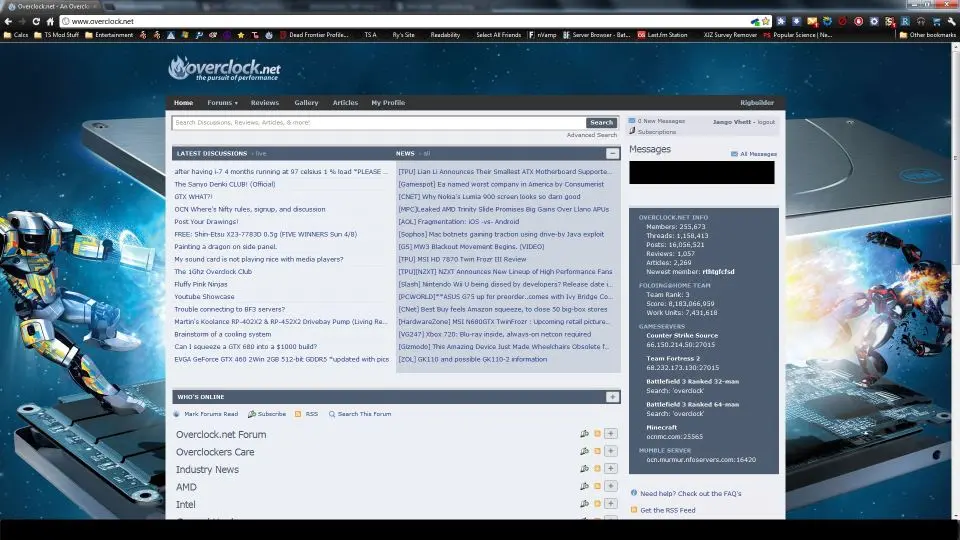 Overclock.net - An Overclo
www.overclock.net
Calcs TS Mod Stuff Entertainment Dead Frontier Profile... TS A Ry's Site Readability Select All Friends nVamp Server Browser - Bat... Last.fm Station XIZ Survey Remover Popular Science | Ne... Other bookmarks
overclock.net
the pursuit of performance
Home Forums Reviews Gallery Articles My Profile Rigbuilder
Search Discussions, Reviews, Articles, & more!
Search
Advanced Search
0 New Messages
Jango Vhett - logout
Subscriptions
Messages
All Messages
LATEST DISCUSSIONS - live
after having i-7 4 months running at 97 celsius 1 % load *PLEASE ...
The Sanyo Denki CLUB! (Official)
GTX WHAT?!
OCN Where's Nifty rules, signup, and discussion
Post Your Drawings!
FREE: Shin-Etsu X23-7783D 0.5g (FIVE WINNERS Sun 4/8)
Painting a dragon on side panel.
My sound card is not playing nice with media players?
The 1Ghz Overclock Club
Fluffy Pink Ninjas
Youtube Showcase
Trouble connecting to BF3 servers?
Martin's Koolance RP-402X2 & RP-452X2 Drivebay Pump (Living Re...
Brainstorm of a cooling system
Can I squeeze a GTX 680 into a $1000 build?
EVGA GeForce GTX 460 2Win 2GB 512-bit GDDR5 *updated with pics
NEWS - all
[TPU] Lian Li Announces Their Smallest ATX Motherboard Supporte...
[Gamespot] Ea named worst company in America by Consumerist
[CNET] Why Nokia's Lumia 900 screen looks so darn good
[MPC]Leaked AMD Trinity Slide Promises Big Gains Over Llano APUs
[AOL] Fragmentation: iOS -vs- Android
[Sophos] Mac botnets gaining traction using drive-by Java exploit
[GS] MW3 Blackout Movement Begins. [VIDEO]
[TPU] MSI HD 7870 Twin Frozr III Review
[TPU][NZXT] NZXT Announces New Lineup of High Performance Fans
[Slash] Nintendo Wii U being dissed by developers? Release date i...
[PCWORLD]**ASUS G75 up for preorder..comes with Ivy Bridge Co...
[CNet] Best Buy feels Amazon squeeze, to close 50 big-box stores
[HardwareZone] MSI N680GTX TwinFrozr : Upcoming retail picture...
[VG247] Xbox 720: Blu-ray inside, always-on netcon required
[Gizmodo] This Amazing Device Just Made Wheelchairs Obsolete f...
[ZOL] GK110 and possible GK110-2 information
OVERCLOCK.NET INFO
Members: 255,673
Threads: 1,158,413
Posts: 16,056,521
Reviews: 1,057
Articles: 2,269
Newest member: rthtgfcfsd
FOLDING@HOME TEAM
Team Rank: 3
Score: 8,183,066,959
Work Units: 7,431,618
GAMESERVERS
Counter Strike Source
66.150.214.50:27015
Team Fortress 2
68.232.173.130:27015
Battlefield 3 Ranked 32-man
Search: 'overclock'
Battlefield 3 Ranked 64-man
Search: 'overclock'
Minecraft
ocnmc.com:25565
MUMBLE SERVER
ocn.murmur.nfoservers.com:16420
WHO'S ONLINE
Mark Forums Read Subscribe RSS Search This Forum
Overclock.net Forum
Overclockers Care
Industry News
AMD
Intel
Need help? Check out the FAQ's
Get the RSS Feed
intel